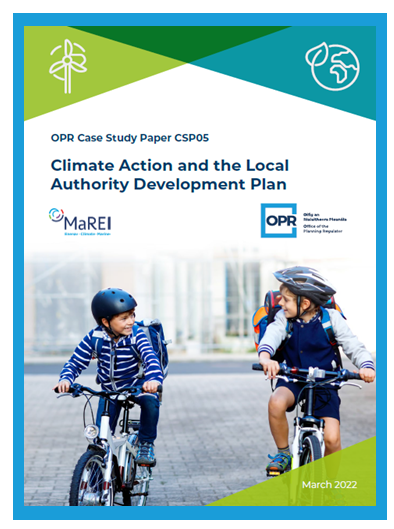 OPR Case Study Paper CSP05
Climate Action and the Local
Authority Development Plan
MaREI
Energy · Climate · Marine
OPR
Oifig an
Rialaitheora Pleanála
Office of the
Planning Regulator
March 2022